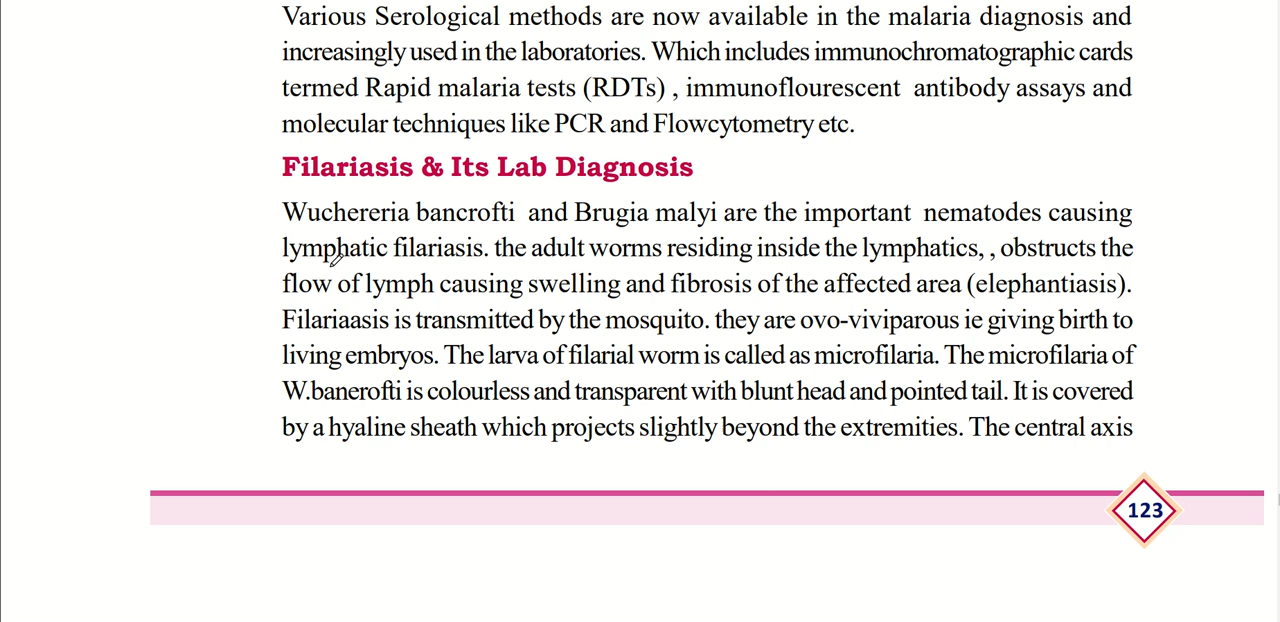 Various Serological methods are now available in the malaria diagnosis and
increasingly used in the laboratories. Which includes immunochromatographic cards
termed Rapid malaria tests (RDTs) , immunoflourescent antibody assays and
molecular techniques like PCR and Flowcytometry etc.
Filariasis & Its Lab Diagnosis
Wuchereria bancrofti and Brugia malyi are the important nematodes causing
lymphatic filariasis. the adult worms residing inside the lymphatics, , obstructs the
flow of lymph causing swelling and fibrosis of the affected area (elephantiasis).
Filariaasis is transmitted by the mosquito. they are ovo-viviparous ie giving birth to
living embryos. The larva of filarial worm is called as microfilaria. The microfilaria of
W.banerofti is colourless and transparent with blunt head and pointed tail. It is covered
by a hyaline sheath which projects slightly beyond the extremities. The central axis
123